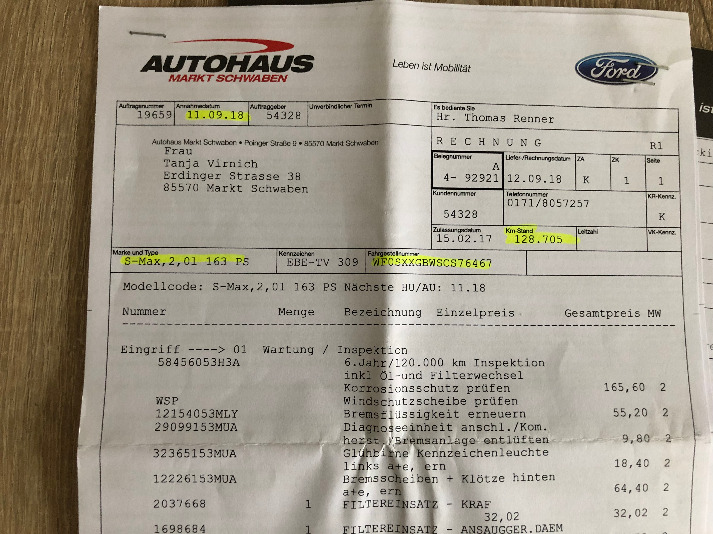 AUTOHAUS
MARKT SCHWABEN
Leben ist Mobilität
Ford
Auftragsnummer Annahmedatum Auftraggeber Unverbindlicher Termin
19659 11.09.18 54328
Es bediente Sie
Hr. Thomas Renner
Autohaus Markt Schwaben • Poinger Straße 9 • 85570 Markt Schwaben
Frau
Tanja Virnich
Erdinger Strasse 38
85570 Markt Schwaben
RECHNUNG R1
Belegnummer Liefer-/Rechnungsdatum ZA ZK Seite
A
4- 92921 12.09.18 K 1 1
Kundennummer Telefonnummer KR-Kennz.
0171/8057257
54328 K
Zulassungsdatum Km-Stand Leitzahl VK-Kennz.
15.02.17 128.705
Marke und Type Kennzeichen Fahrgestellnummer
S-Max,2,0l 163 PS EBE-TV 309 WF0SXXGBWSCS76467
Modellcode: S-Max,2,0l 163 PS Nächste HU/AU: 11.18
Nummer Menge Bezeichnung Einzelpreis Gesamtpreis MW
Eingriff ----> 01 Wartung / Inspektion
58456053H3A 6.Jahr/120.000 km Inspektion
inkl Öl-und Filterwechsel
Korrosionsschutz prüfen 165,60 2
WSP Windschutzscheibe prüfen
12154053MLY Bremsflüssigkeit erneuern 55,20 2
29099153MUA Diagnoseeinheit anschl./Kom.
herst./Bremsanlage entlüften 9,80 2
32365153MUA Glühbirne Kennzeichenleuchte
links a+e, ern 18,40 2
12226153MUA Bremsscheiben + Klötze hinten
a+e, ern 64,40 2
2037668 1 FILTEREINSATZ - KRAF
32,02 32,02 2
1698684 1 FILTEREINSATZ - ANSAUGGER.DAEM